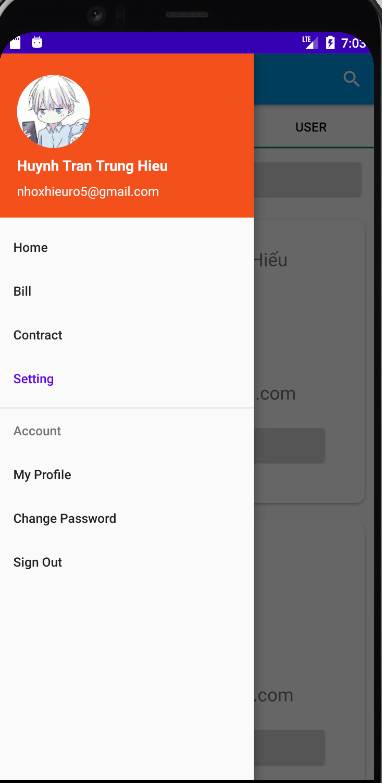 LTE 7:03
Huynh Tran Trung Hieu
nhoxhieuro5@gmail.com
USER
Home
Hiếu
Bill
Contract
Setting
.com
Account
My Profile
Change Password
Sign Out
.com